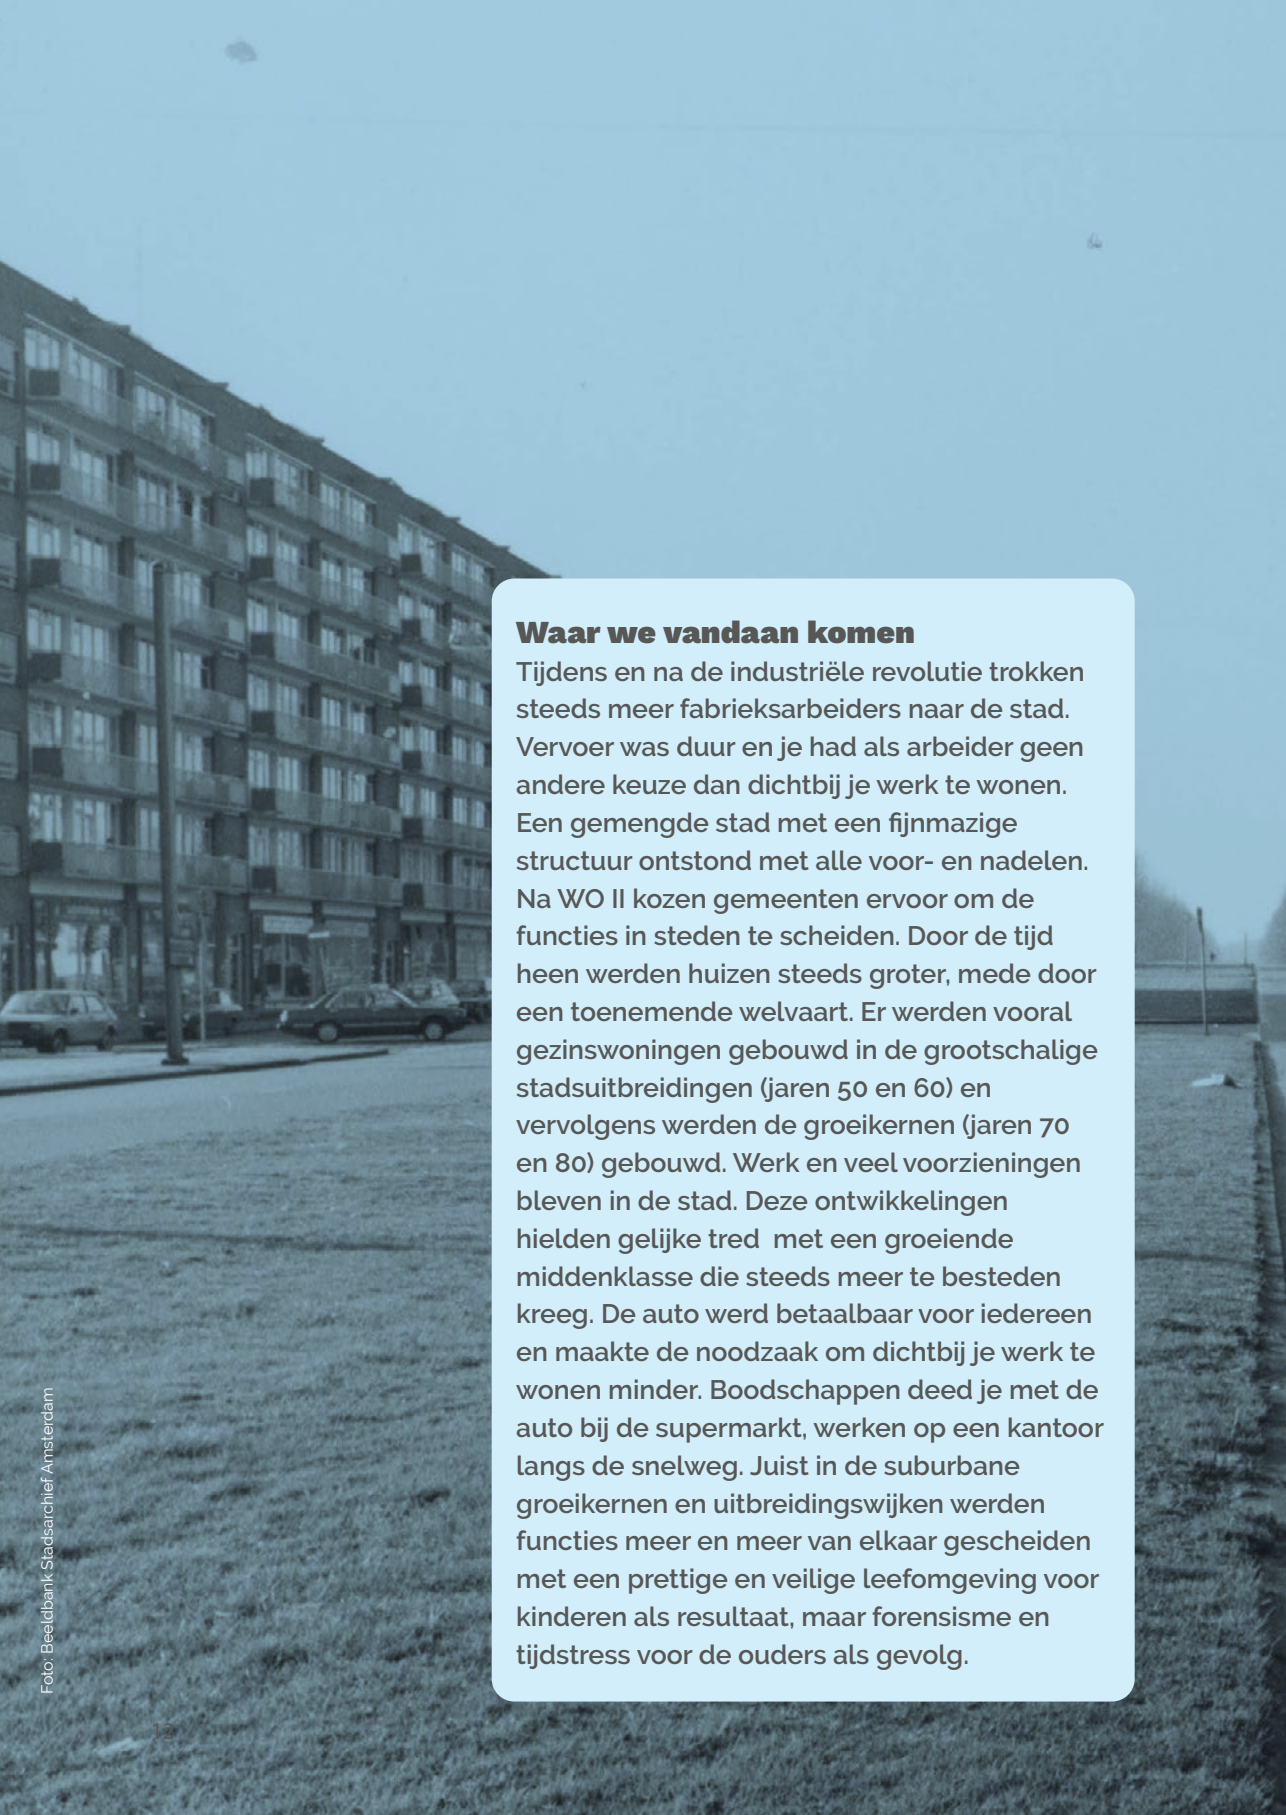 Waar we vandaan komen
Tijdens en na de industriële revolutie trokken
steeds meer fabrieksarbeiders naar de stad.
Vervoer was duur en je had als arbeider geen
andere keuze dan dichtbij je werk te wonen.
Een gemengde stad met een fijnmazige
structuur ontstond met alle voor- en nadelen.
Na WO II kozen gemeenten ervoor om de
functies in steden te scheiden. Door de tijd
heen werden huizen steeds groter, mede door
een toenemende welvaart. Er werden vooral
gezinswoningen gebouwd in de grootschalige
stadsuitbreidingen (jaren 50 en 60) en
vervolgens werden de groeikernen (jaren 70
en 80) gebouwd. Werk en veel voorzieningen
bleven in de stad. Deze ontwikkelingen
hielden gelijke tred  met een groeiende
middenklasse die steeds meer te besteden
kreeg. De auto werd betaalbaar voor iedereen
en maakte de noodzaak om dichtbij je werk te
wonen minder. Boodschappen deed je met de
auto bij de supermarkt, werken op een kantoor
langs de snelweg. Juist in de suburbane
groeikernen en uitbreidingswijken werden
functies meer en meer van elkaar gescheiden
met een prettige en veilige leefomgeving voor
kinderen als resultaat, maar forensisme en
tijdstress voor de ouders als gevolg.
Foto: Beeldbank Stadsarchief Amsterdam